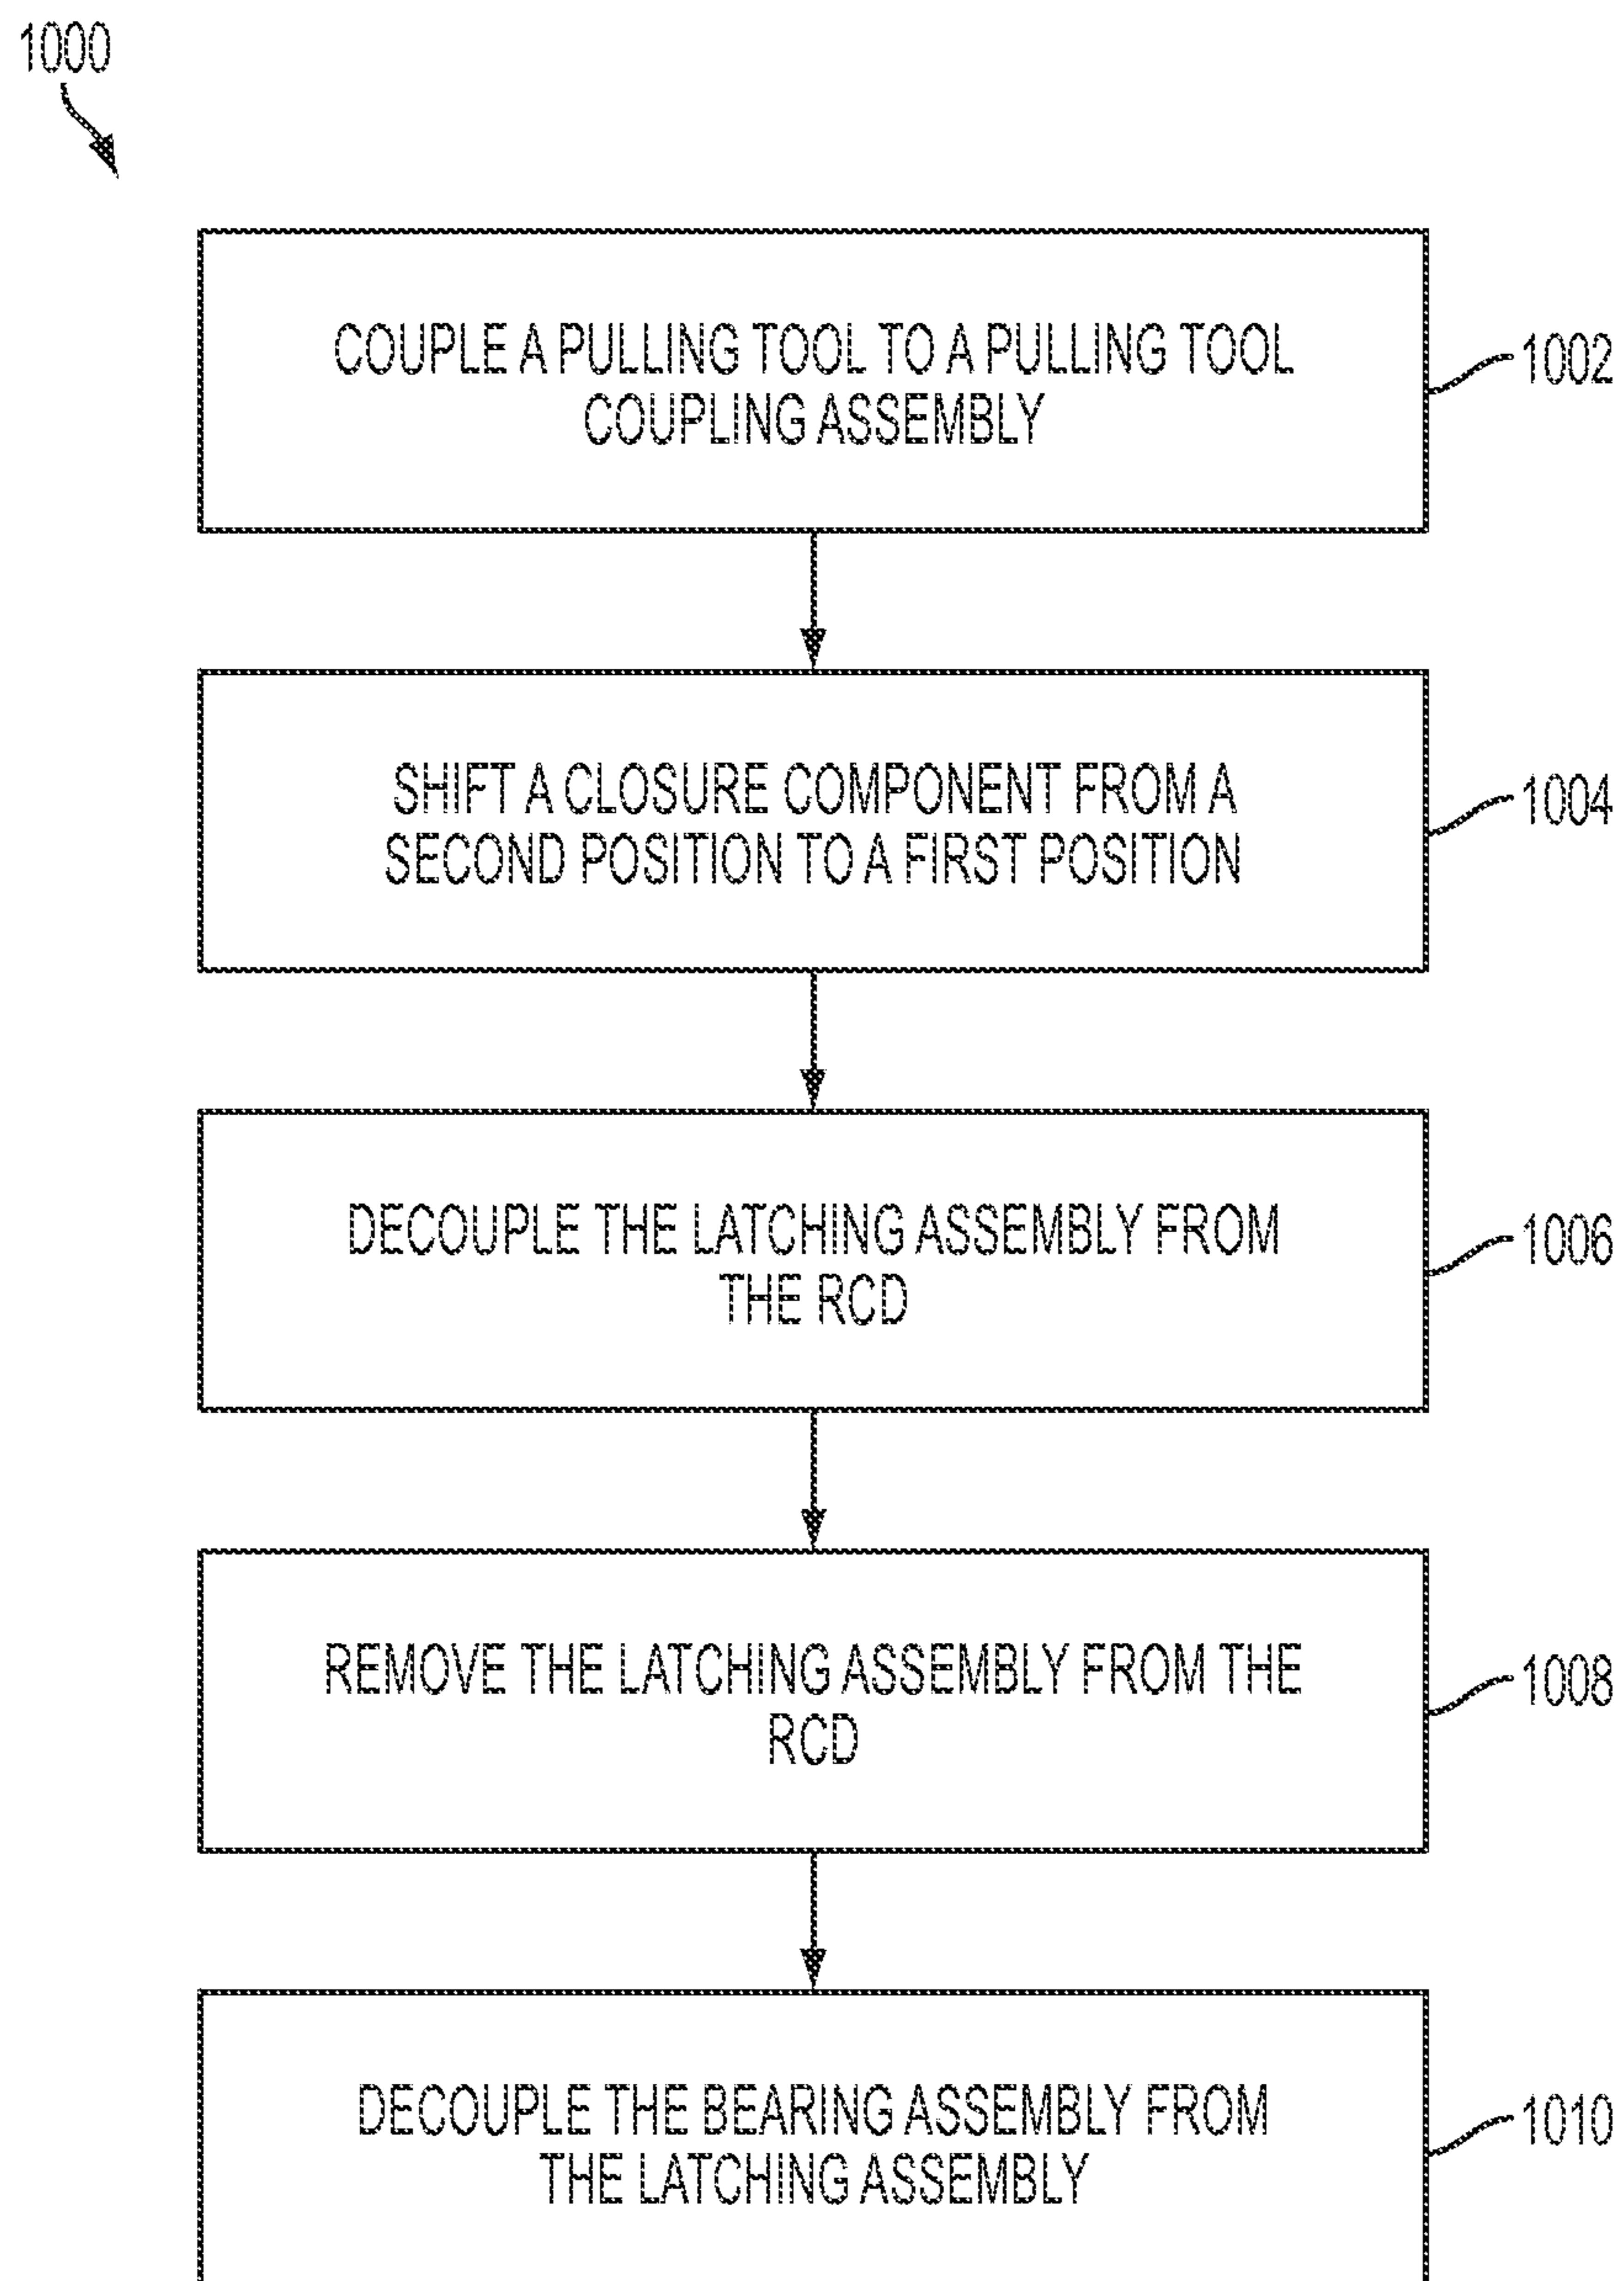 1000
COUPLE A PULLING TOOL TO A PULLING TOOL
COUPLING ASSEMBLY
1002
SHIFT A CLOSURE COMPONENT FROM A
SECOND POSITION TO A FIRST POSITION
1004
DECOUPLE THE LATCHING ASSEMBLY FROM
THE RCD
1006
REMOVE THE LATCHING ASSEMBLY FROM THE
RCD
1008
DECOUPLE THE BEARING ASSEMBLY FROM
THE LATCHING ASSEMBLY
1010